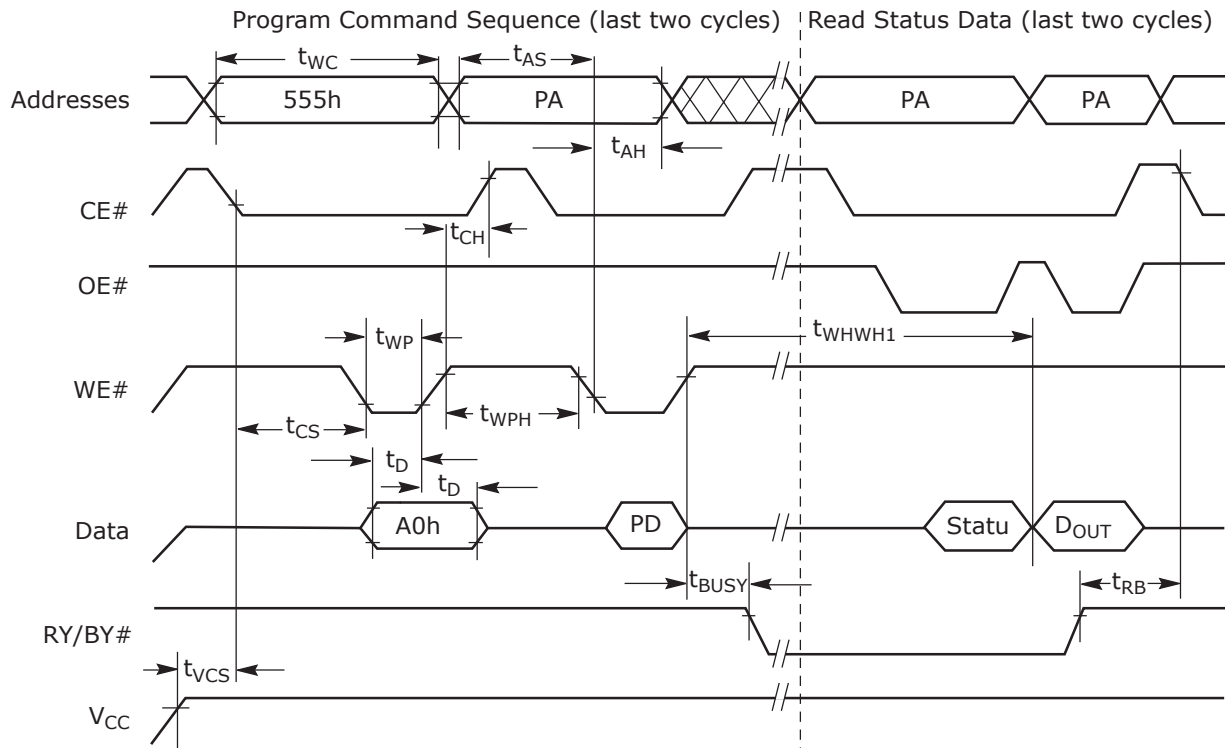 Program Command Sequence (last two cycles)
Read Status Data (last two cycles)
tWC
tAS
Addresses
555h
PA
PA
PA
tAH
CE#
tCH
OE#
tWHWH1
tWP
WE#
tWPH
tCS
tD
tD
Data
A0h
PD
Statu
DOUT
tBUSY
tRB
RY/BY#
tVCS
VCC